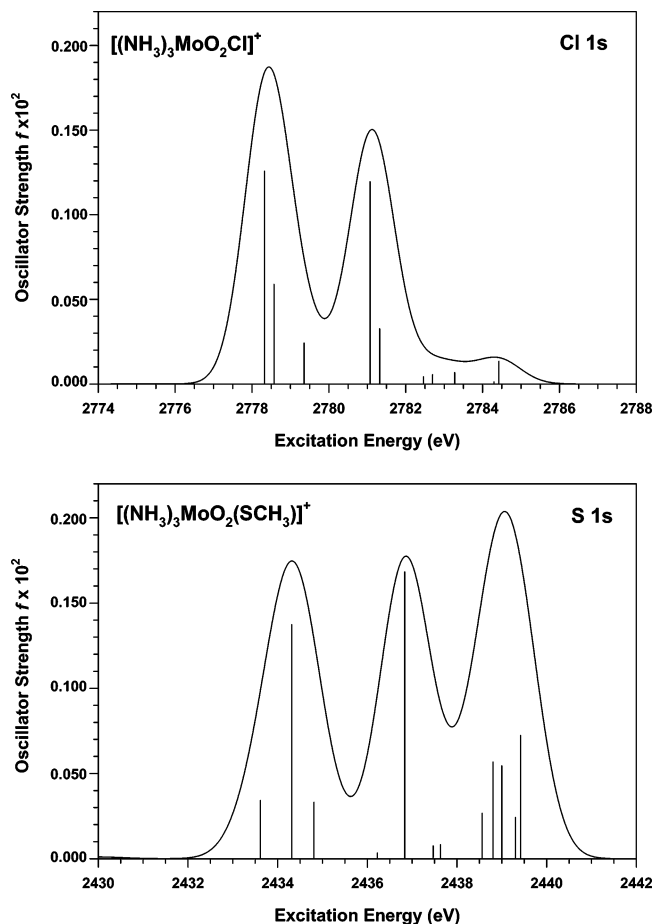 [(NH3)3MoO2Cl]+
Cl 1s
Oscillator Strength f x10²
0.200
0.150
0.100
0.050
0.000
2774 2776 2778 2780 2782 2784 2786 2788
Excitation Energy (eV)
[(NH3)3MoO2(SCH3)]+
S 1s
Oscillator Strength f x 10²
0.200
0.150
0.100
0.050
0.000
2430 2432 2434 2436 2438 2440 2442
Excitation Energy (eV)